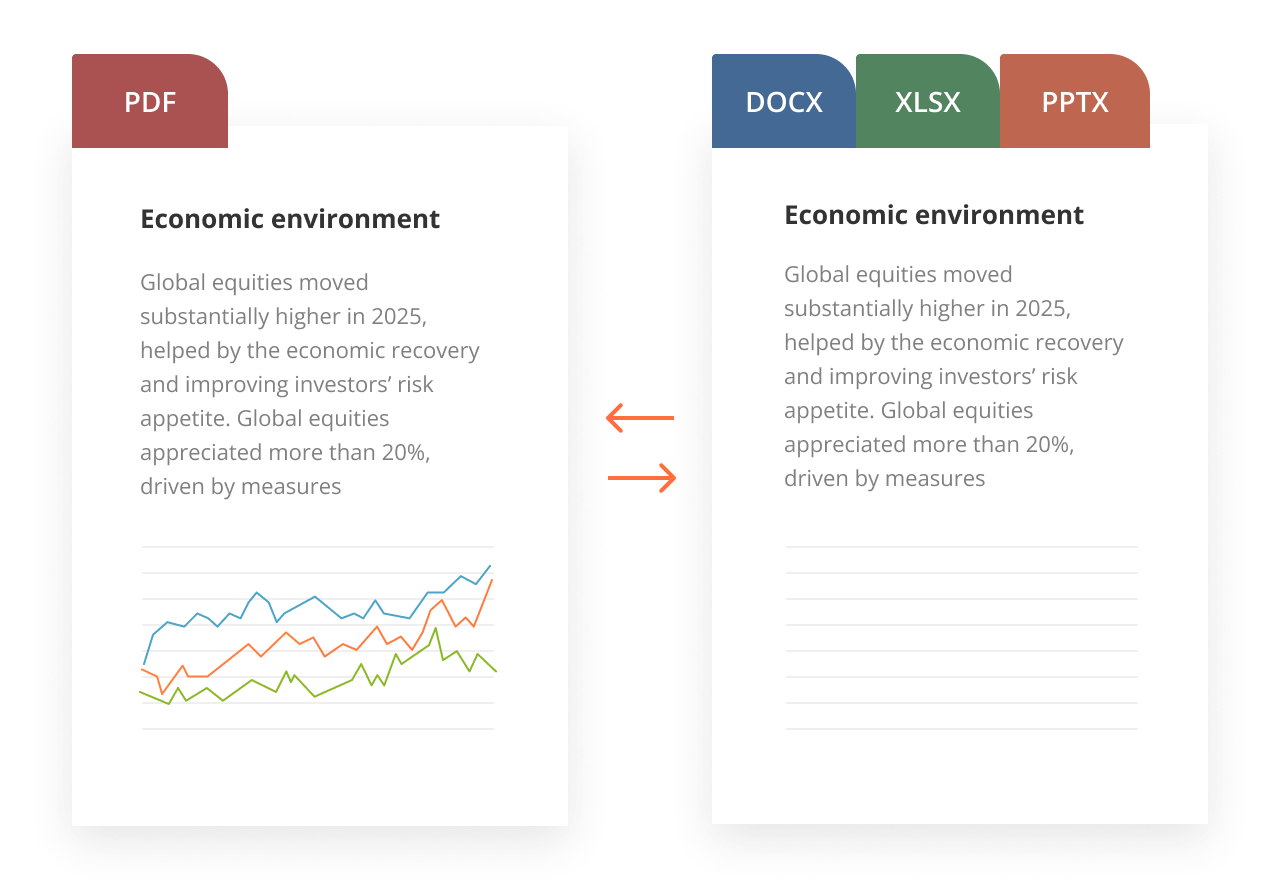 PDF
Economic environment
Global equities moved
substantially higher in 2025,
helped by the economic recovery
and improving investors’ risk
appetite. Global equities
appreciated more than 20%,
driven by measures
DOCX
XLSX
PPTX
Economic environment
Global equities moved
substantially higher in 2025,
helped by the economic recovery
and improving investors’ risk
appetite. Global equities
appreciated more than 20%,
driven by measures